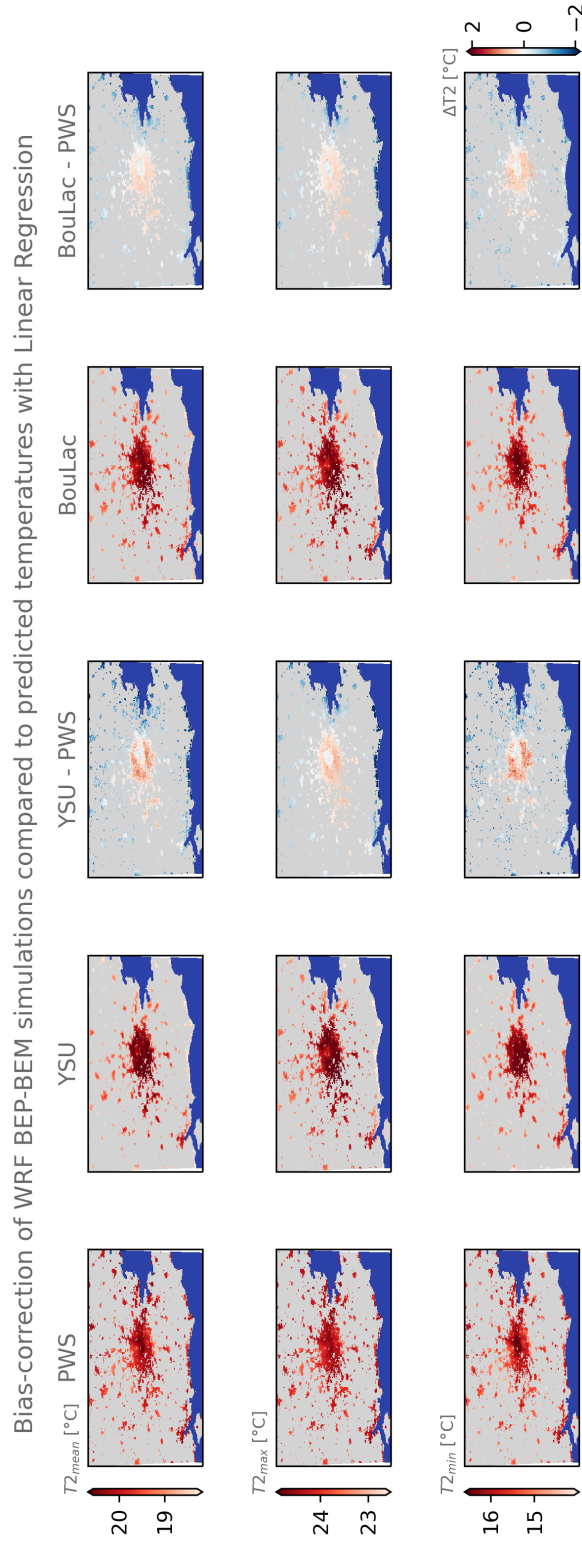 Bias-correction of WRF BEP-BEM simulations compared to predicted temperatures with Linear Regression
PWS
YSU
YSU - PWS
BouLac
BouLac - PWS
T2mean [°C]
20
19
T2max [°C]
24
23
T2min [°C]
16
15
ΔT2 [°C]
2
0
−2